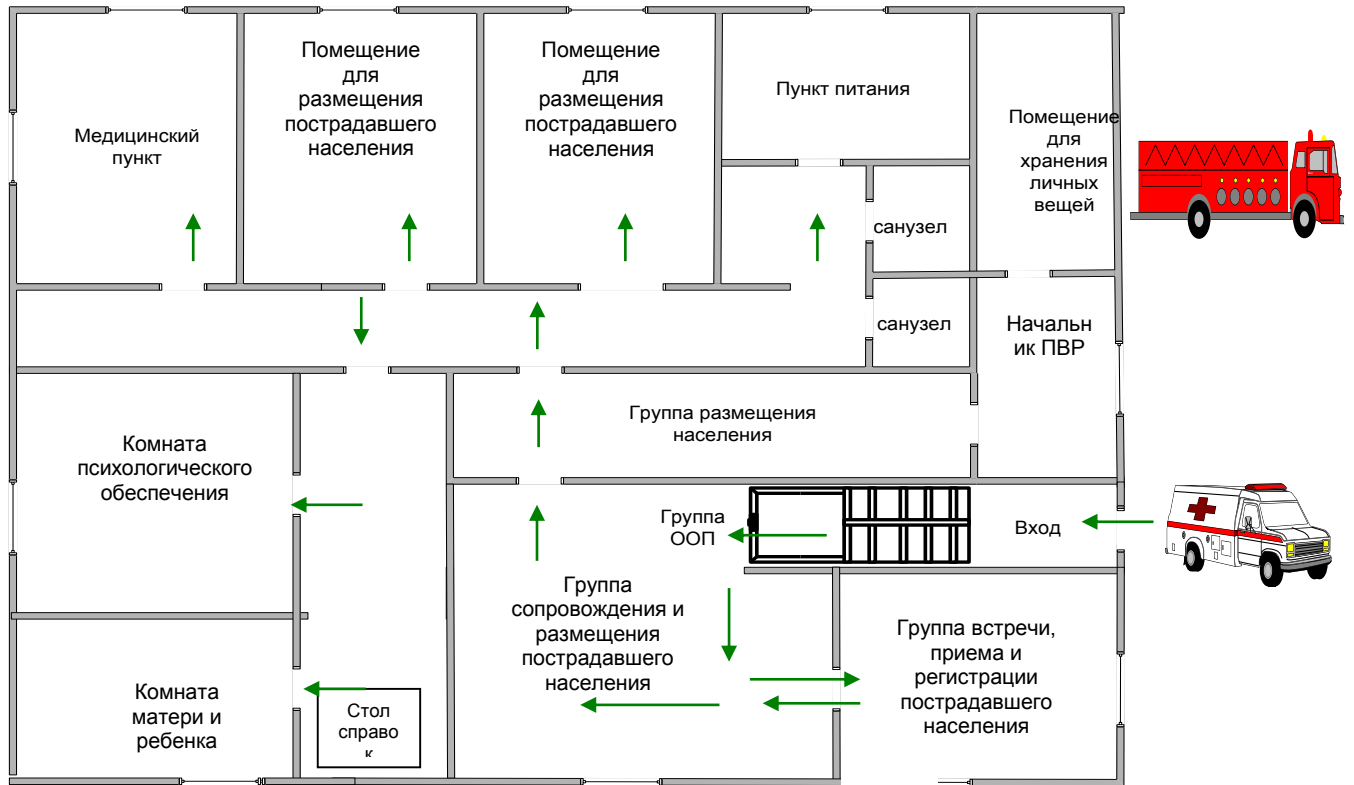 Медицинский
пункт
Помещение
для
размещения
пострадавшего
населения
Помещение
для
размещения
пострадавшего
населения
Пункт питания
Помещение
для
хранения
личных
вещей
санузел
санузел
Начальн
ик ПВР
Группа размещения
населения
Комната
психологического
обеспечения
Группа
ООП
Вход
Группа
сопровождения и
размещения
пострадавшего
населения
Группа встречи,
приема и
регистрации
пострадавшего
населения
Комната
матери и
ребенка
Стол
справо
к